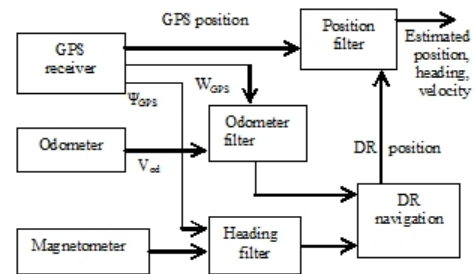 GPS position
GPS
receiver
Position
filter
Estimated
position,
heading,
velocity
W_GPS
Ψ_GPS
Odometer
Odometer
filter
V_od
DR position
DR
navigation
Magnetometer
Heading
filter